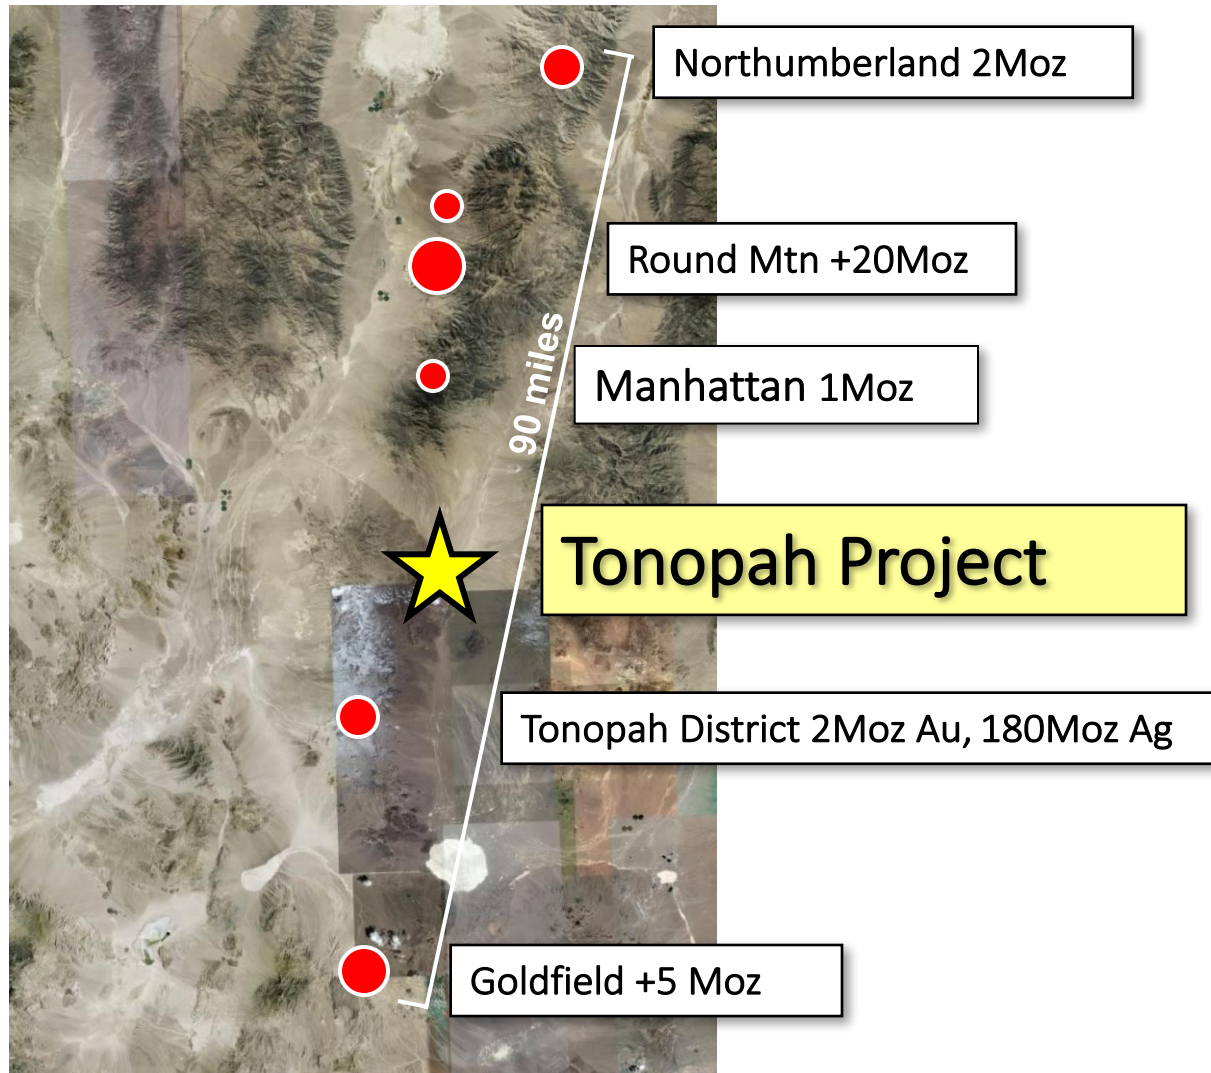 Northumberland 2Moz
Round Mtn +20Moz
90 miles
Manhattan 1Moz
Tonopah Project
Tonopah District 2Moz Au, 180Moz Ag
Goldfield +5 Moz